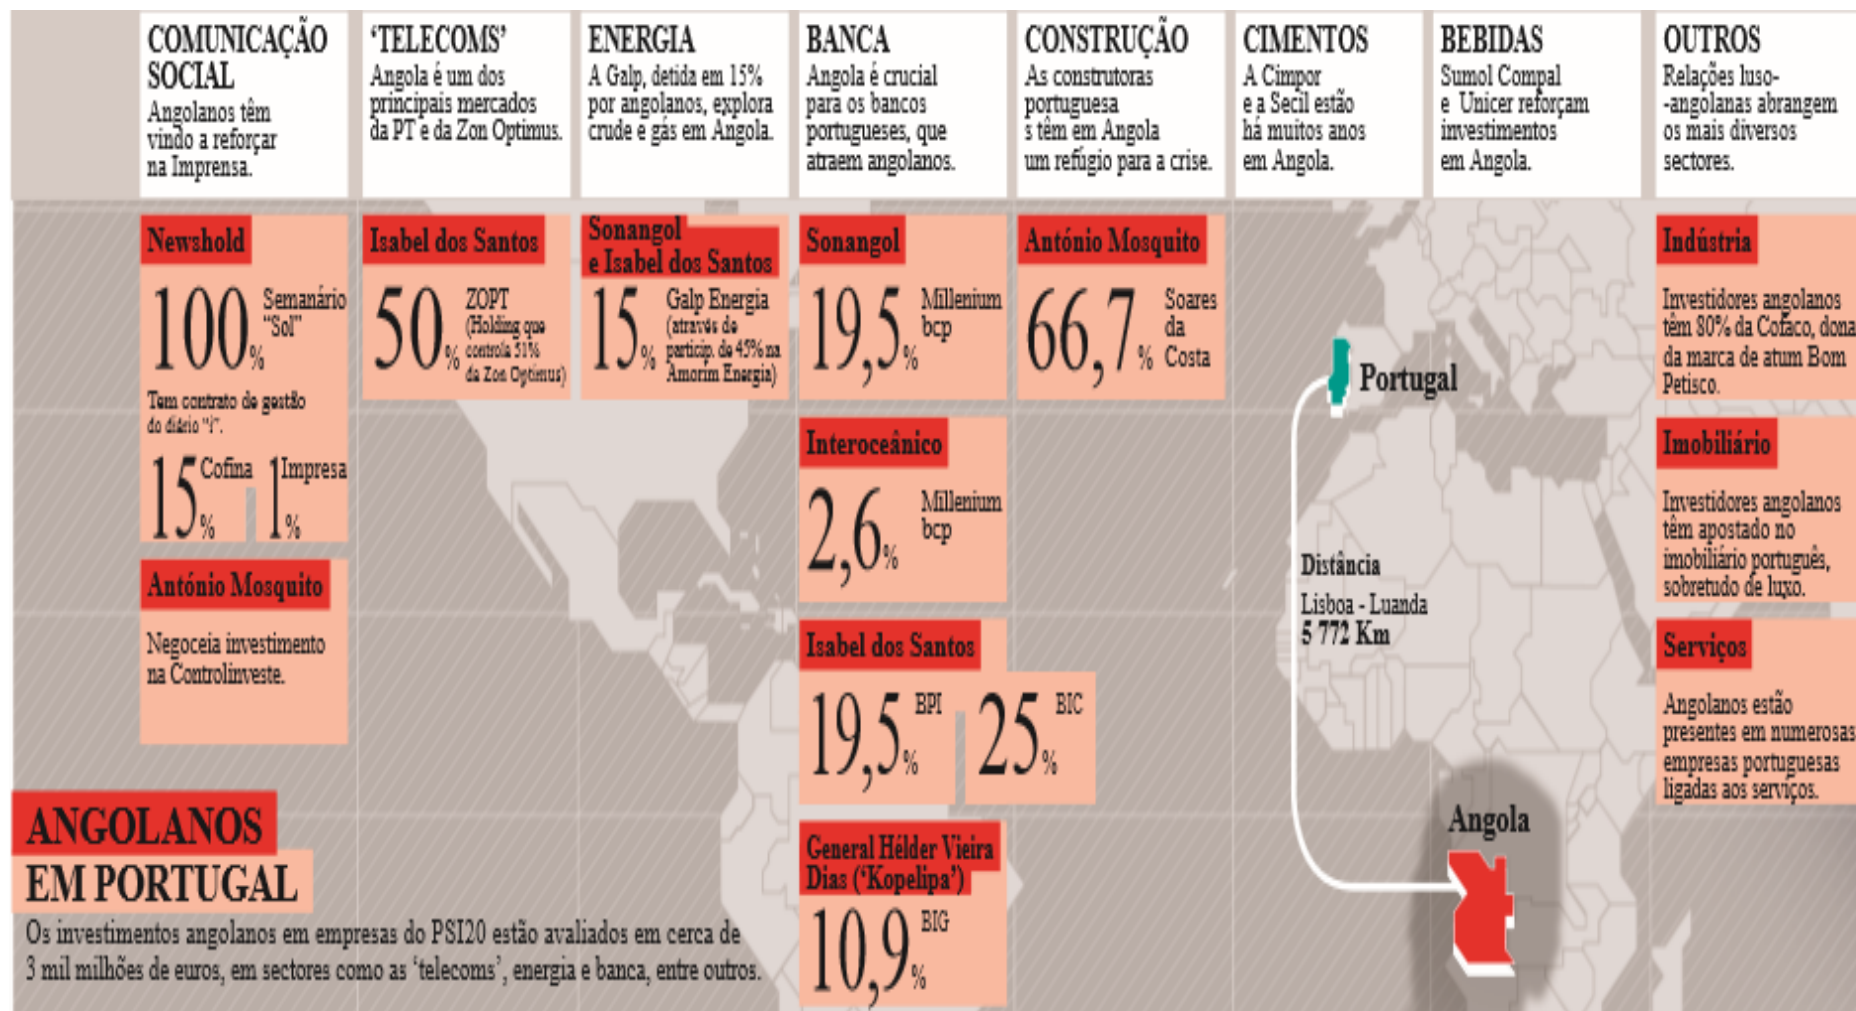 COMUNICAÇÃO
SOCIAL
Angolanos têm
vindo a reforçar
na Imprensa.
‘TELECOMS’
Angola é um dos
principais mercados
da PT e da Zon Optimus.
ENERGIA
A Galp, detida em 15%
por angolanos, explora
crude e gás em Angola.
BANCA
Angola é crucial
para os bancos
portugueses, que
atraem angolanos.
CONSTRUÇÃO
As construtoras
portuguesa
s têm em Angola
um refúgio para a crise.
CIMENTOS
A Cimpor
e a Secil estão
há muitos anos
em Angola.
BEBIDAS
Sumol Compal
e Unicer reforçam
investimentos
em Angola.
OUTROS
Relações luso-
-angolanas abrangem
os mais diversos
sectores.
Newshold
100% Semanário
“Sol”
Tem contrato de gestão
do diário “i”.
15% Cofina
1% Impresa
António Mosquito
Negoceia investimento
na Controlinveste.
Isabel dos Santos
50% ZOPT
(Holding que
controla 51%
da Zon Optimus)
Sonangol
e Isabel dos Santos
15% Galp Energia
(através de
particip. de 45% na
Amorim Energia)
Sonangol
19,5% Millenium
bcp
Interoceânico
2,6% Millenium
bcp
Isabel dos Santos
19,5% BPI
25% BIC
General Hélder Vieira
Dias (‘Kopelipa’)
10,9% BIG
António Mosquito
66,7% Soares
da
Costa
Portugal
Distância
Lisboa - Luanda
5 772 Km
Angola
Indústria
Investidores angolanos
têm 80% da Cofaco, dona
da marca de atum Bom
Petisco.
Imobiliário
Investidores angolanos
têm apostado no
imobiliário português,
sobretudo de luxo.
Serviços
Angolanos estão
presentes em numerosas
empresas portuguesas
ligadas aos serviços.
ANGOLANOS
EM PORTUGAL
Os investimentos angolanos em empresas do PSI20 estão avaliados em cerca de
3 mil milhões de euros, em sectores como as ‘telecoms’, energia e banca, entre outros.